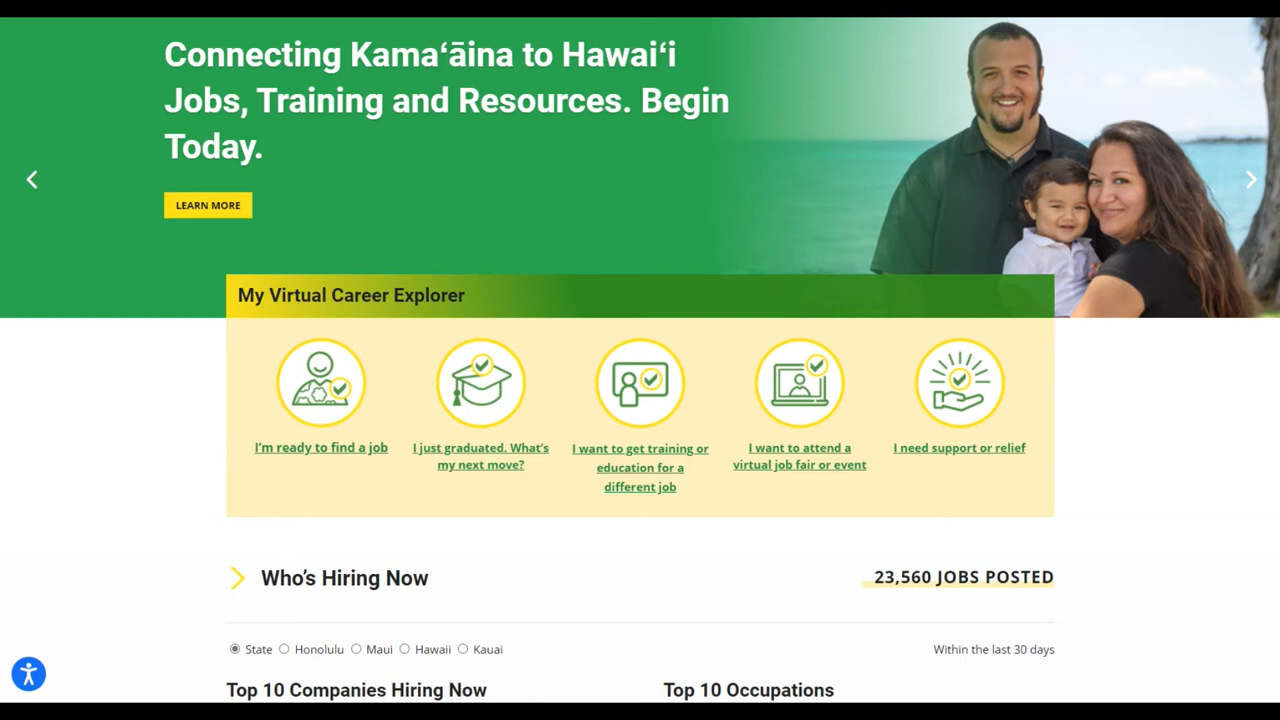 Connecting Kamaʻāina to Hawaiʻi
Jobs, Training and Resources. Begin
Today.
LEARN MORE
My Virtual Career Explorer
I'm ready to find a job
I just graduated. What's
my next move?
I want to get training or
education for a
different job
I want to attend a
virtual job fair or event
I need support or relief
Who's Hiring Now
23,560 JOBS POSTED
State Honolulu Maui Hawaii Kauai
Within the last 30 days
Top 10 Companies Hiring Now
Top 10 Occupations